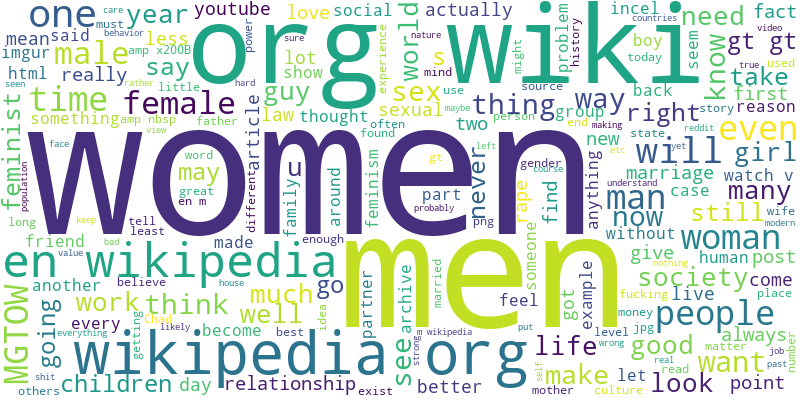 women
men
org
wiki
wikipedia
org
en wikipedia
one
year
youtube
love
social
actually
incel
need
fact
care
must
countries
behavior
mean
said
imgur
male
html
really
less
amp x200B
power
sure
nature
say
lot
show
guy
experience
mind
might
world
problem
history
boy
today
video
seem
know
gt gt
take
true
used
feminist
time
female
rather
little
something
amp nbsp
seen
father
view
law
article
thought
often
found
sex
sexual
s
thing
use
two
source
person
end
way
group
making
right
new
back
first
story
reason
state
reddit
yet
even
will
girl
etc
face
population
word
may
great
en m
different
u
family
around
feminism
gt
left
never
gender
course
anything
rape
man
many
marriage
watch v
case
understand
now
still
wife
modern
long
keep
tell
least
friend
bad
made
enough
part
probably
png
someone
find
without
woman
human
post
give
another
value
believe
house
much
go
idea
partner
archive
married
feel
got
example
society
come
nothing
live
place
people
MGTOW
going
work
think
well
every
getting
Chad
become
best
everything
likely
see
strong
m wikipedia
put
self
life
level
wrong
fucking
money
jpg
good
always
matter
job
number
shit
others
children
day
relationship
exist
better
mother
make
culture
let
real
read
want
past
look
point
maybe